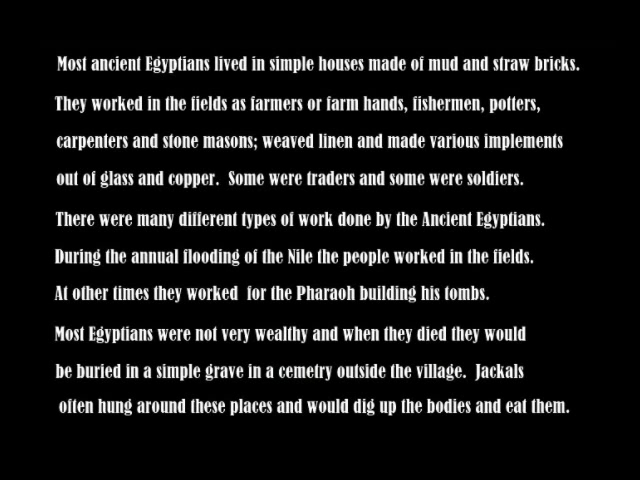 Most ancient Egyptians lived in simple houses made of mud and straw bricks.
They worked in the fields as farmers or farm hands, fishermen, potters,
carpenters and stone masons; weaved linen and made various implements
out of glass and copper.  Some were traders and some were soldiers.
There were many different types of work done by the Ancient Egyptians.
During the annual flooding of the Nile the people worked in the fields.
At other times they worked  for the Pharaoh building his tombs.
Most Egyptians were not very wealthy and when they died they would
be buried in a simple grave in a cemetry outside the village.  Jackals
often hung around these places and would dig up the bodies and eat them.